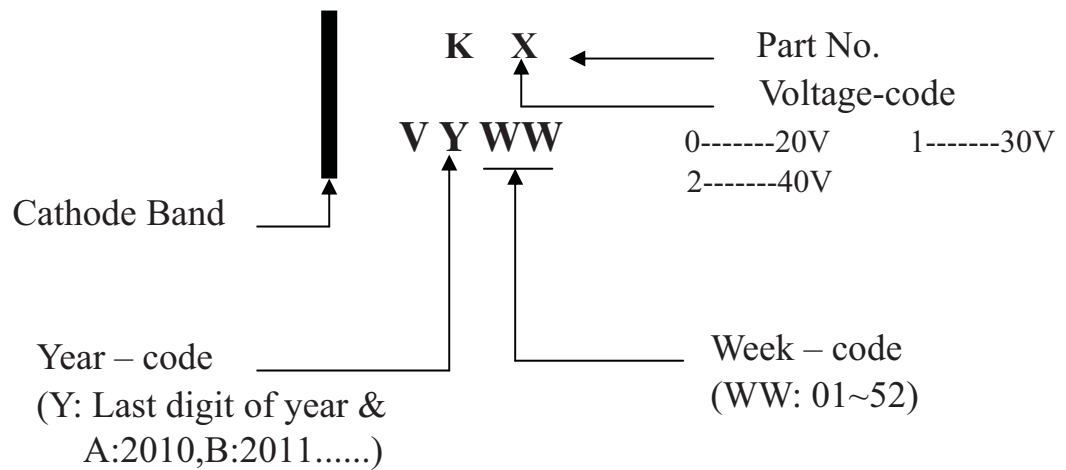 K X
Part No.
Voltage-code
V Y WW
0-------20V 1-------30V
2-------40V
Cathode Band
Year – code
(Y: Last digit of year &
A:2010,B:2011......)
Week – code
(WW: 01~52)